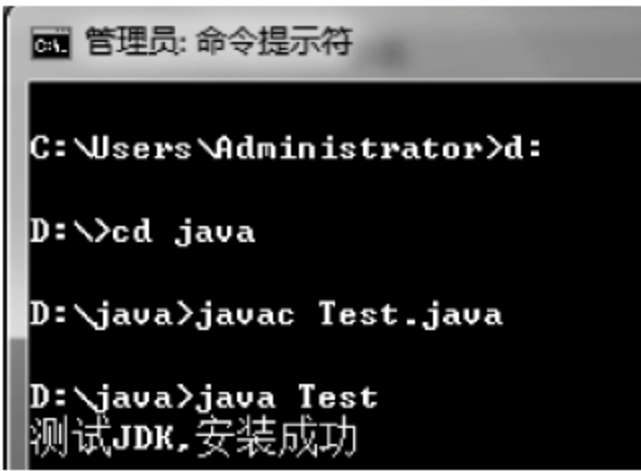 C:\. 管理员: 命令提示符
C:\Users\Administrator>d:
D:\>cd java
D:\java>javac Test.java
D:\java>java Test
测试JDK,安装成功